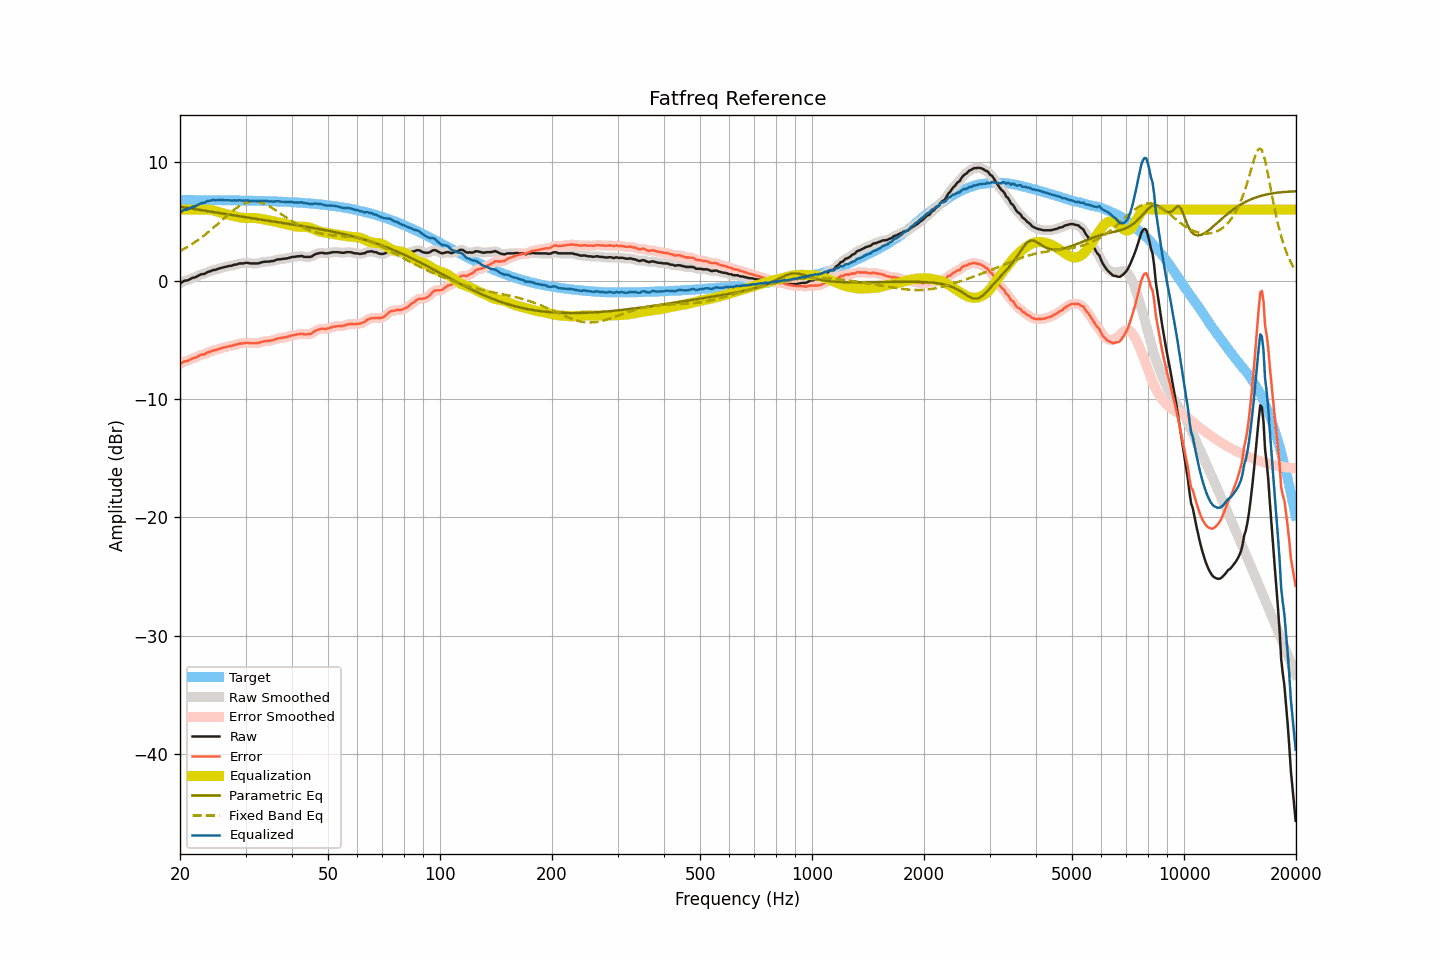 Fatfreq Reference
10
0
−10
−20
−30
−40
Amplitude (dBr)
Target
Raw Smoothed
Error Smoothed
Raw
Error
Equalization
Parametric Eq
Fixed Band Eq
Equalized
20 50 100 200 500 1000 2000 5000 10000 20000
Frequency (Hz)